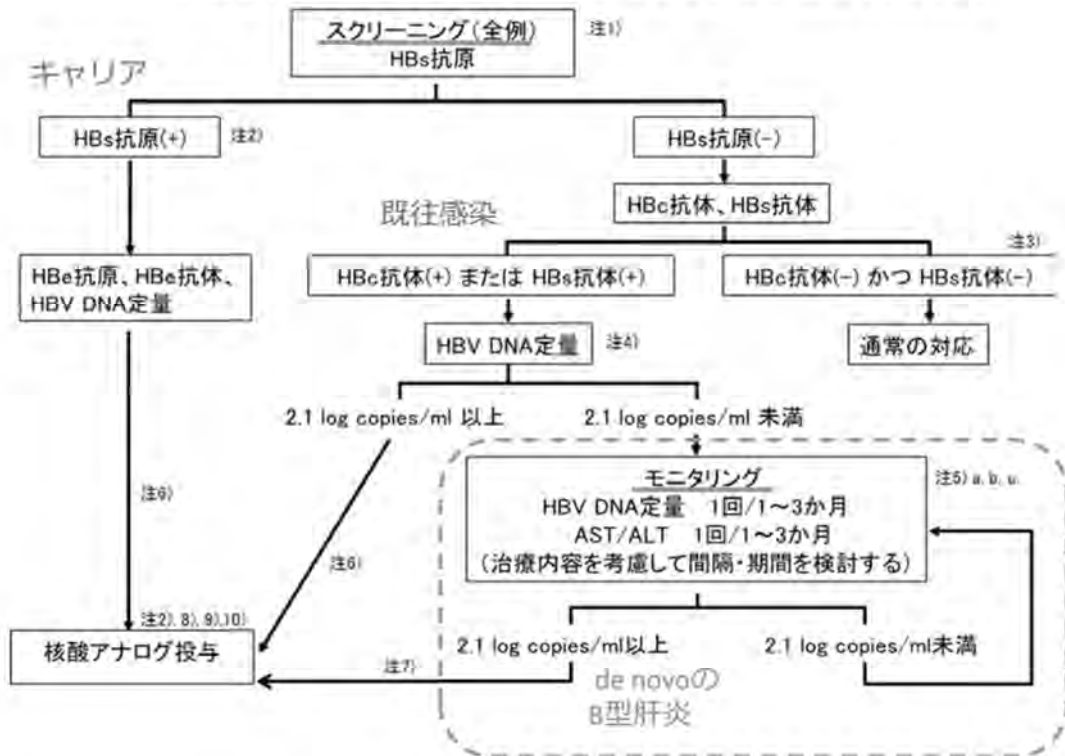 スクリーニング(全例)
HBs抗原
注1)
キャリア
HBs抗原(+)
注2)
HBs抗原(-)
HBc抗体、HBs抗体
既往感染
注3)
HBe抗原、HBe抗体、
HBV DNA定量
HBc抗体(+) または HBs抗体(+)
HBc抗体(-) かつ HBs抗体(-)
HBV DNA定量
注4)
通常の対応
2.1 log copies/ml 以上
2.1 log copies/ml 未満
モニタリング
HBV DNA定量 1回/1~3か月
AST/ALT 1回/1~3か月
(治療内容を考慮して間隔・期間を検討する)
注5) a, b,
注6)
注6)
注2), 8), 9), 10)
核酸アナログ投与
注7)
2.1 log copies/ml以上
2.1 log copies/ml未満
de novoの
B型肝炎